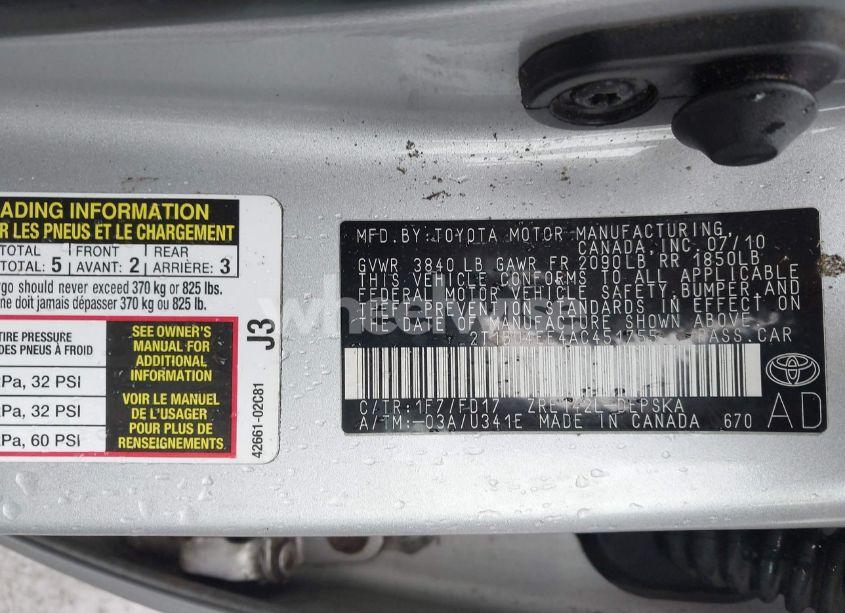 ADING INFORMATION
R LES PNEUS ET LE CHARGEMENT
TOTAL FRONT REAR
TOTAL: 5 AVANT: 2 ARRIÈRE: 3
rgo should never exceed 370 kg or 825 lbs.
ne doit jamais dépasser 370 kg ou 825 lb.
TIRE PRESSURE
DES PNEUS À FROID
Pa, 32 PSI
Pa, 32 PSI
Pa, 60 PSI
SEE OWNER'S
MANUAL FOR
ADDITIONAL
INFORMATION
VOIR LE MANUEL
DE L'USAGER
POUR PLUS DE
RENSEIGNEMENTS
J3
42661-02C81
MFD.BY:TOYOTA MOTOR MANUFACTURING,
CANADA, INC. 07/10
GVWR 3840LB GAWR FR 2090LB RR 1850LB
THIS VEHICLE CONFORMS TO ALL APPLICABLE
FEDERAL MOTOR VEHICLE SAFETY, BUMPER, AND
THEFT PREVENTION STANDARDS IN EFFECT ON
THE DATE OF MANUFACTURE SHOWN ABOVE.
PASS.CAR
C/TR:1F7/FD17 ZRE142L-DEPSKA
A/TM:-03A/U341E MADE IN CANADA 670
AD